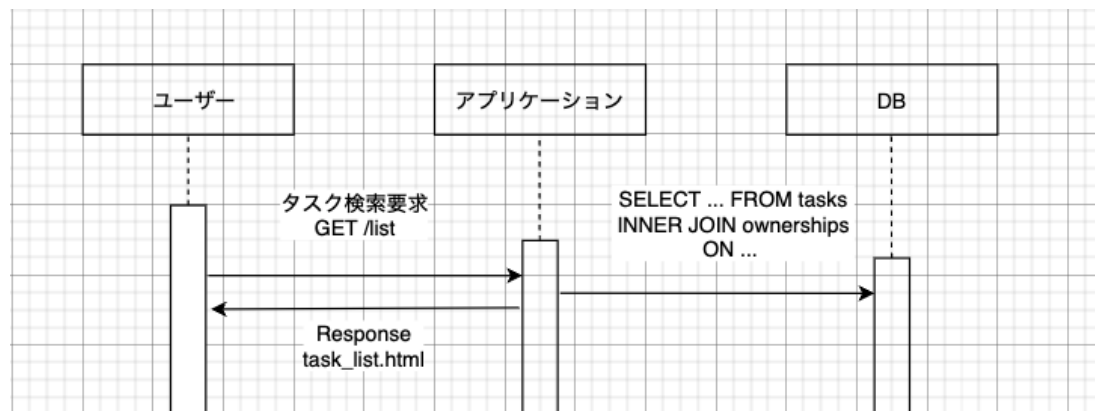 ユーザー
アプリケーション
DB
タスク検索要求
GET /list
SELECT ... FROM tasks
INNER JOIN ownerships
ON ...
Response
task_list.html